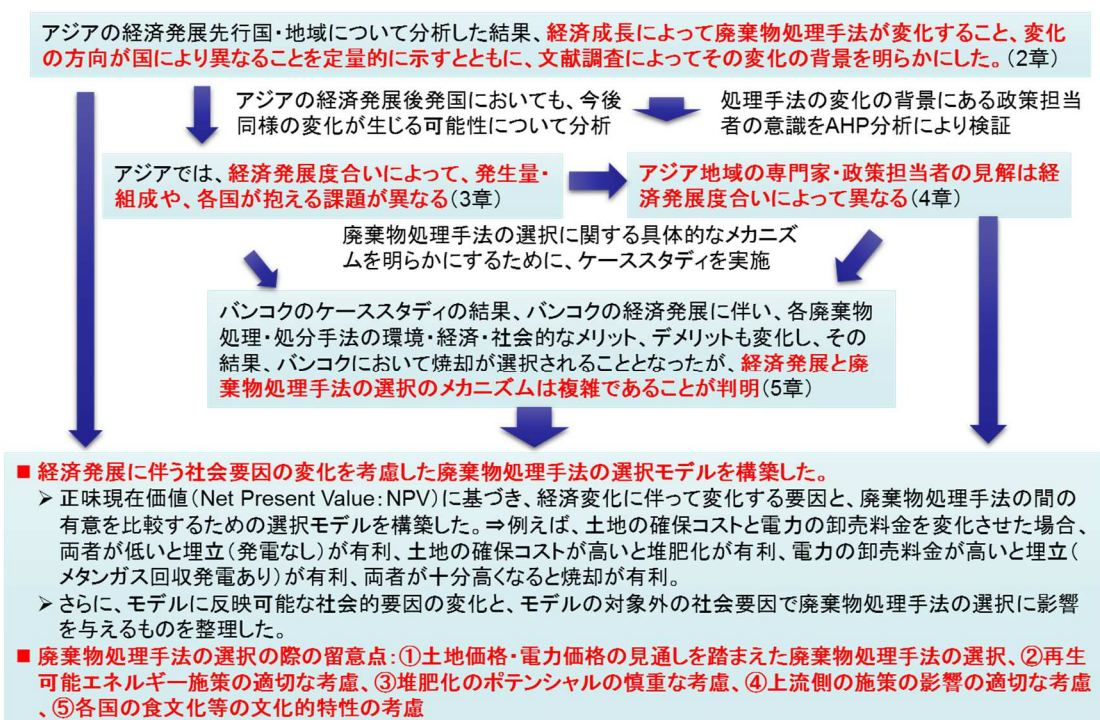 アジアの経済発展先行国・地域について分析した結果、経済成長によって廃棄物処理手法が変化すること、変化
の方向が国により異なることを定量的に示すとともに、文献調査によってその変化の背景を明らかにした。(2章)
アジアの経済発展後発国においても、今後
同様の変化が生じる可能性について分析
処理手法の変化の背景にある政策担当
者の意識をAHP分析により検証
アジアでは、経済発展度合いによって、発生量・
組成や、各国が抱える課題が異なる(3章)
アジア地域の専門家・政策担当者の見解は経
済発展度合いによって異なる(4章)
廃棄物処理手法の選択に関する具体的なメカニズ
ムを明らかにするために、ケーススタディを実施
バンコクのケーススタディの結果、バンコクの経済発展に伴い、各廃棄物
処理・処分手法の環境・経済・社会的なメリット、デメリットも変化し、その
結果、バンコクにおいて焼却が選択されることとなったが、経済発展と廃
棄物処理手法の選択のメカニズムは複雑であることが判明(5章)
■ 経済発展に伴う社会要因の変化を考慮した廃棄物処理手法の選択モデルを構築した。
➢ 正味現在価値(Net Present Value:NPV)に基づき、経済変化に伴って変化する要因と、廃棄物処理手法の間の
有意を比較するための選択モデルを構築した。⇒例えば、土地の確保コストと電力の卸売料金を変化させた場合、
両者が低いと埋立(発電なし)が有利、土地の確保コストが高いと堆肥化が有利、電力の卸売料金が高いと埋立(
メタンガス回収発電あり)が有利、両者が十分高くなると焼却が有利。
➢ さらに、モデルに反映可能な社会的要因の変化と、モデルの対象外の社会要因で廃棄物処理手法の選択に影響
を与えるものを整理した。
■ 廃棄物処理手法の選択の際の留意点:①土地価格・電力価格の見通しを踏まえた廃棄物処理手法の選択、②再生
可能エネルギー施策の適切な考慮、③堆肥化のポテンシャルの慎重な考慮、④上流側の施策の影響の適切な考慮
、⑤各国の食文化等の文化的特性の考慮